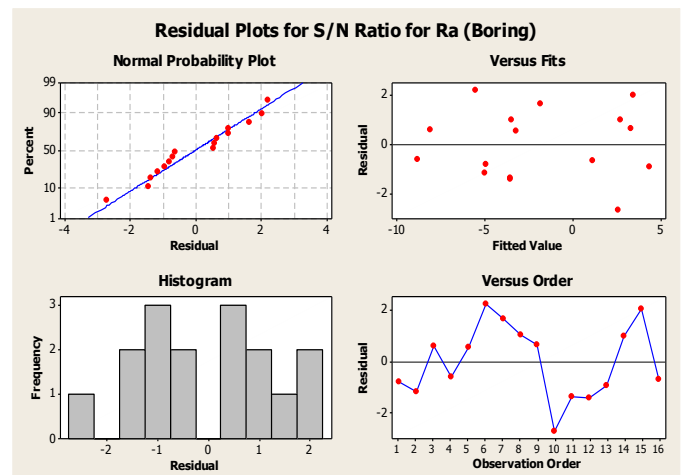 Residual Plots for S/N Ratio for Ra (Boring)
Normal Probability Plot
99
90
50
10
1
Percent
-4 -2 0 2 4
Residual
Versus Fits
2
0
-2
Residual
-10 -5 0 5
Fitted Value
Histogram
3
2
1
0
Frequency
-2 -1 0 1 2
Residual
Versus Order
2
0
-2
Residual
1 2 3 4 5 6 7 8 9 10 11 12 13 14 15 16
Observation Order